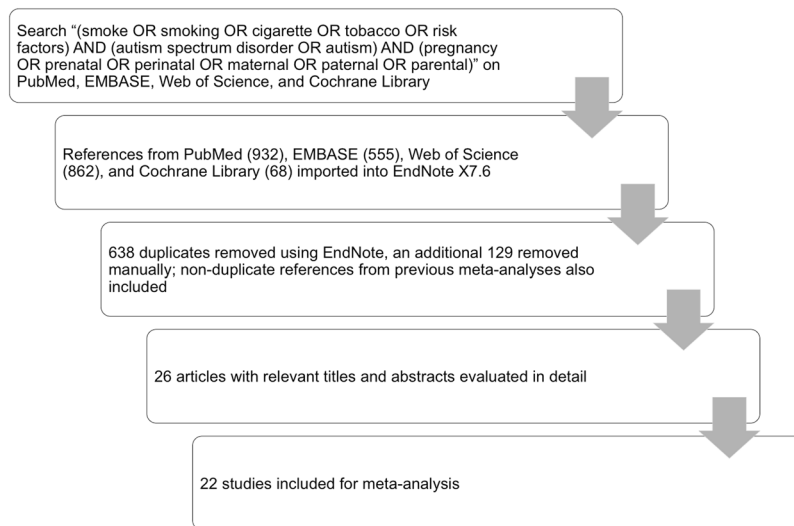 Search “(smoke OR smoking OR cigarette OR tobacco OR risk
factors) AND (autism spectrum disorder OR autism) AND (pregnancy
OR prenatal OR perinatal OR maternal OR paternal OR parental)” on
PubMed, EMBASE, Web of Science, and Cochrane Library
References from PubMed (932), EMBASE (555), Web of Science
(862), and Cochrane Library (68) imported into EndNote X7.6
638 duplicates removed using EndNote, an additional 129 removed
manually; non-duplicate references from previous meta-analyses also
included
26 articles with relevant titles and abstracts evaluated in detail
22 studies included for meta-analysis